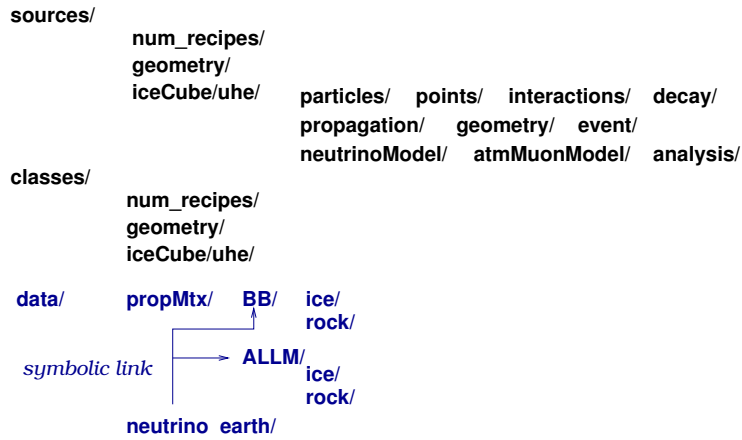 sources/
num_recipes/
geometry/
iceCube/uhe/ particles/ points/ interactions/ decay/
propagation/ geometry/ event/
neutrinoModel/ atmMuonModel/ analysis/
classes/
num_recipes/
geometry/
iceCube/uhe/
data/ propMtx/ BB/ ice/
rock/
symbolic link ALLM/
ice/
rock/
neutrino earth/